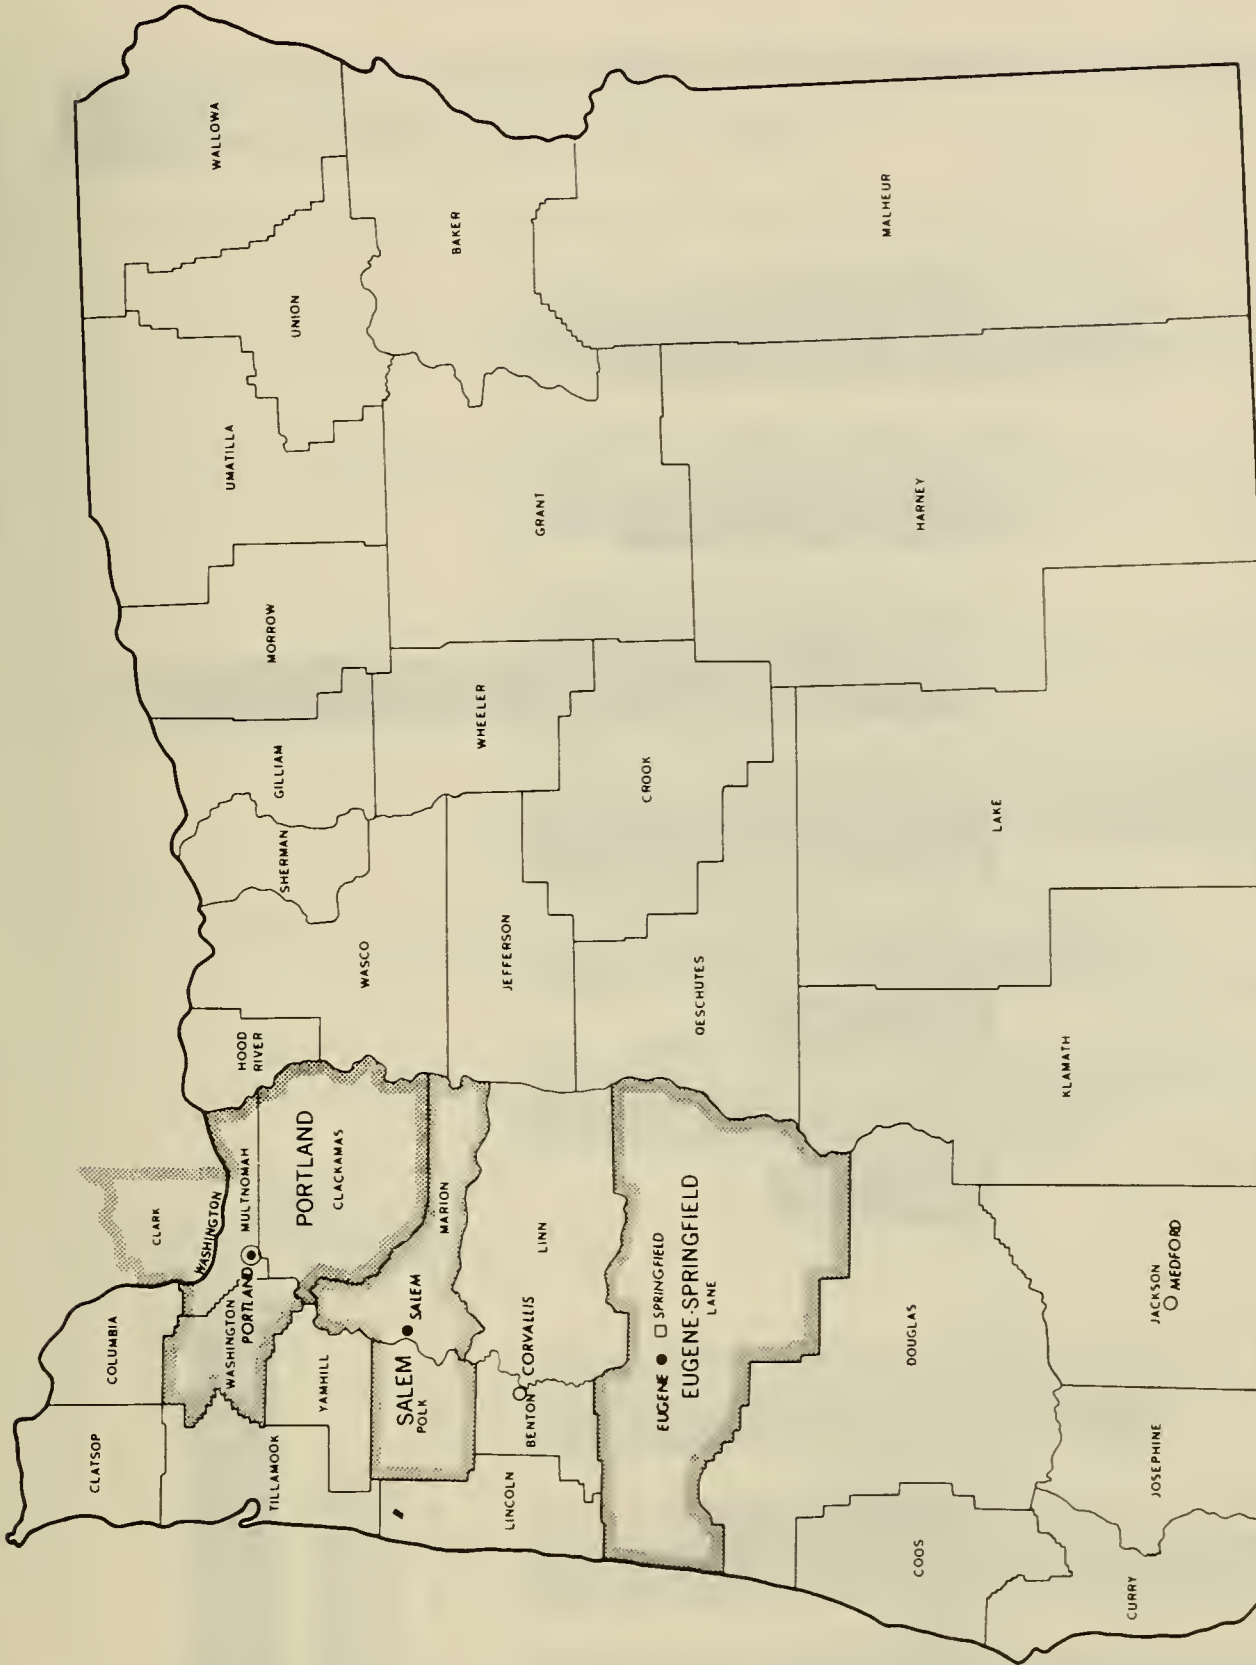 CLATSOP
COLUMBIA
CLARK
WASHINGTON
TILLAMOOK
WASHINGTON
PORTLAND
MULTNOMAH
HOOD
RIVER
PORTLAND
CLACKAMAS
YAMHILL
SALEM
POLK
SALEM
MARION
LINCOLN
BENTON
CORVALLIS
LINN
WASCO
SHERMAN
GILLIAM
MORROW
UMATILLA
UNION
WALLOWA
JEFFERSON
WHEELER
GRANT
BAKER
EUGENE
SPRINGFIELD
EUGENE-SPRINGFIELD
LANE
OESCHUTES
CROOK
COOS
DOUGLAS
KLAMATH
LAKE
HARNEY
MALHEUR
CURRY
JOSEPHINE
JACKSON
MEDFORD